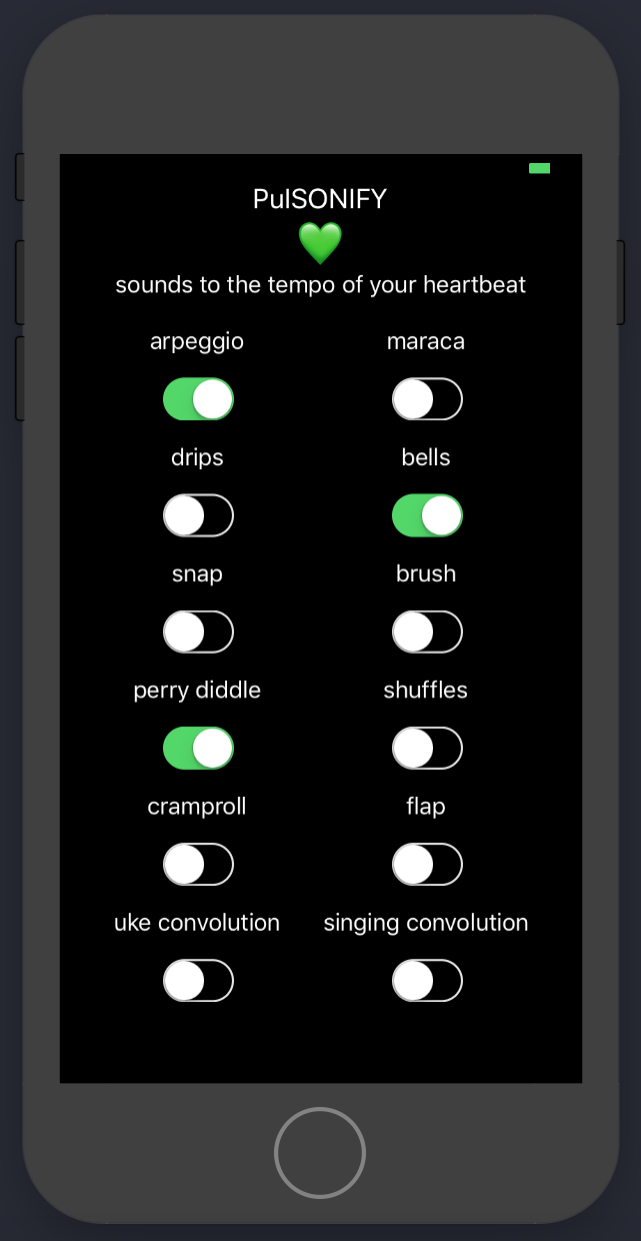 PulSONIFY
💚
sounds to the tempo of your heartbeat
arpeggio maraca
drips bells
snap brush
perry diddle shuffles
cramproll flap
uke convolution singing convolution